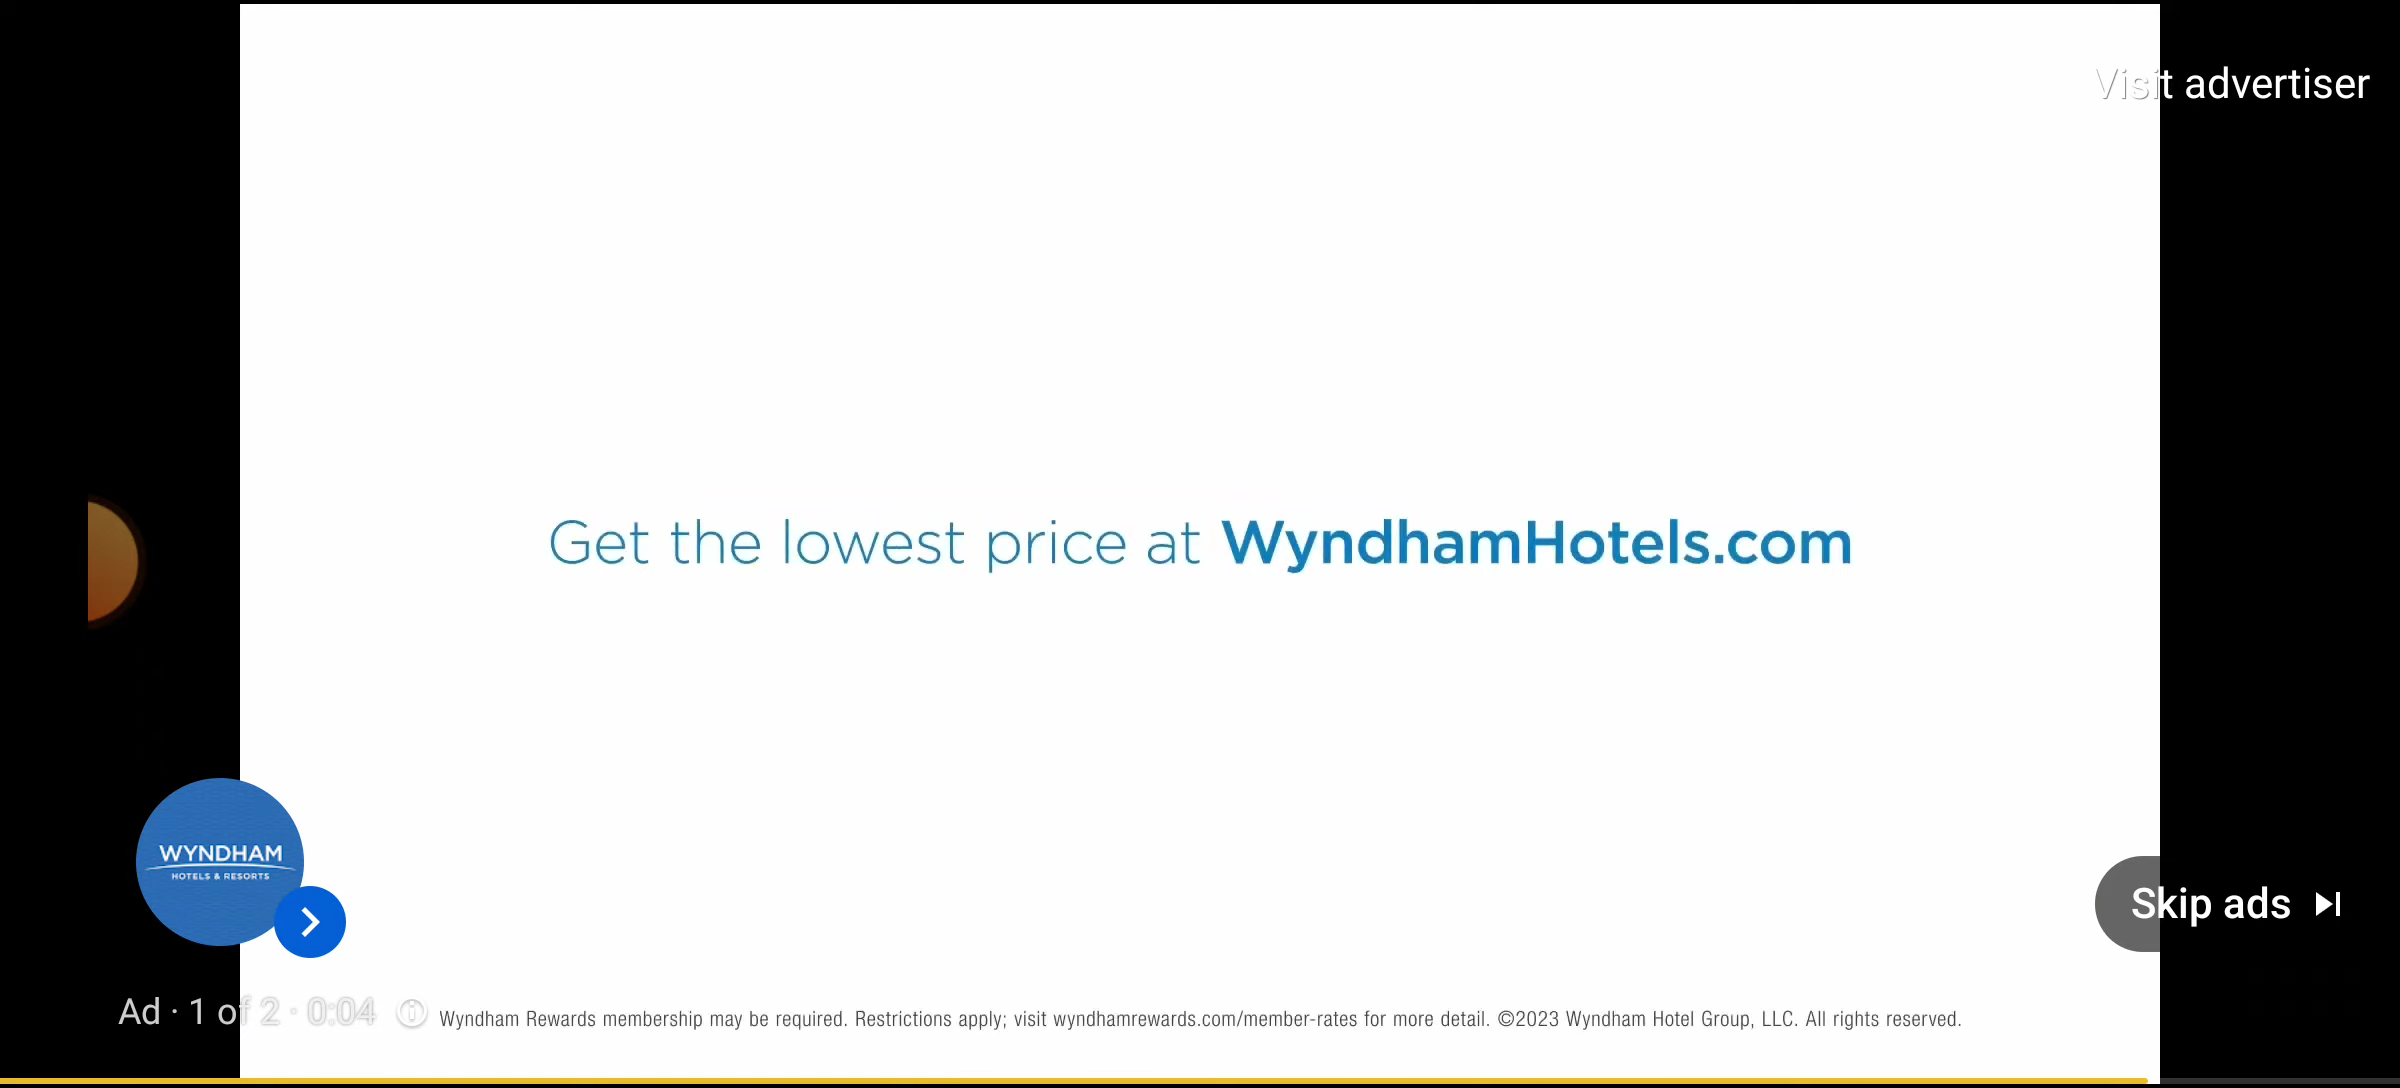 Visit advertiser
Get the lowest price at WyndhamHotels.com
WYNDHAM
HOTELS & RESORTS
Skip ads
Ad · 1 of 2 · 0:04
Wyndham Rewards membership may be required. Restrictions apply; visit wyndhamrewards.com/member-rates for more detail. ©2023 Wyndham Hotel Group, LLC. All rights reserved.